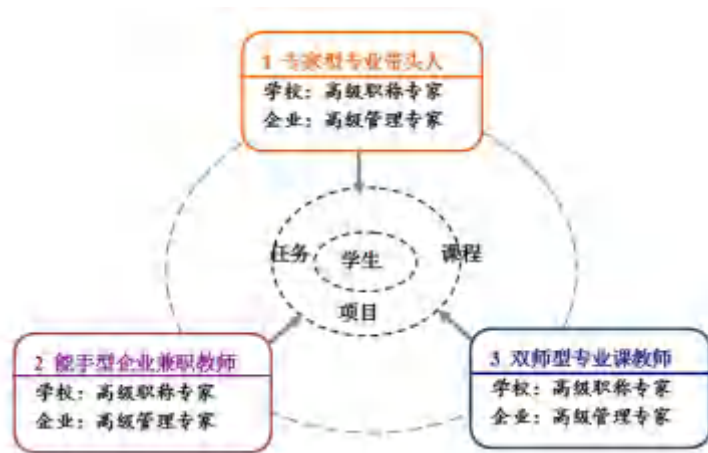 1 专家型专业带头人
学校：高级职称专家
企业：高级管理专家
任务
学生
课程
项目
2 能手型企业兼职教师
学校：高级职称专家
企业：高级管理专家
3 双师型专业课教师
学校：高级职称专家
企业：高级管理专家